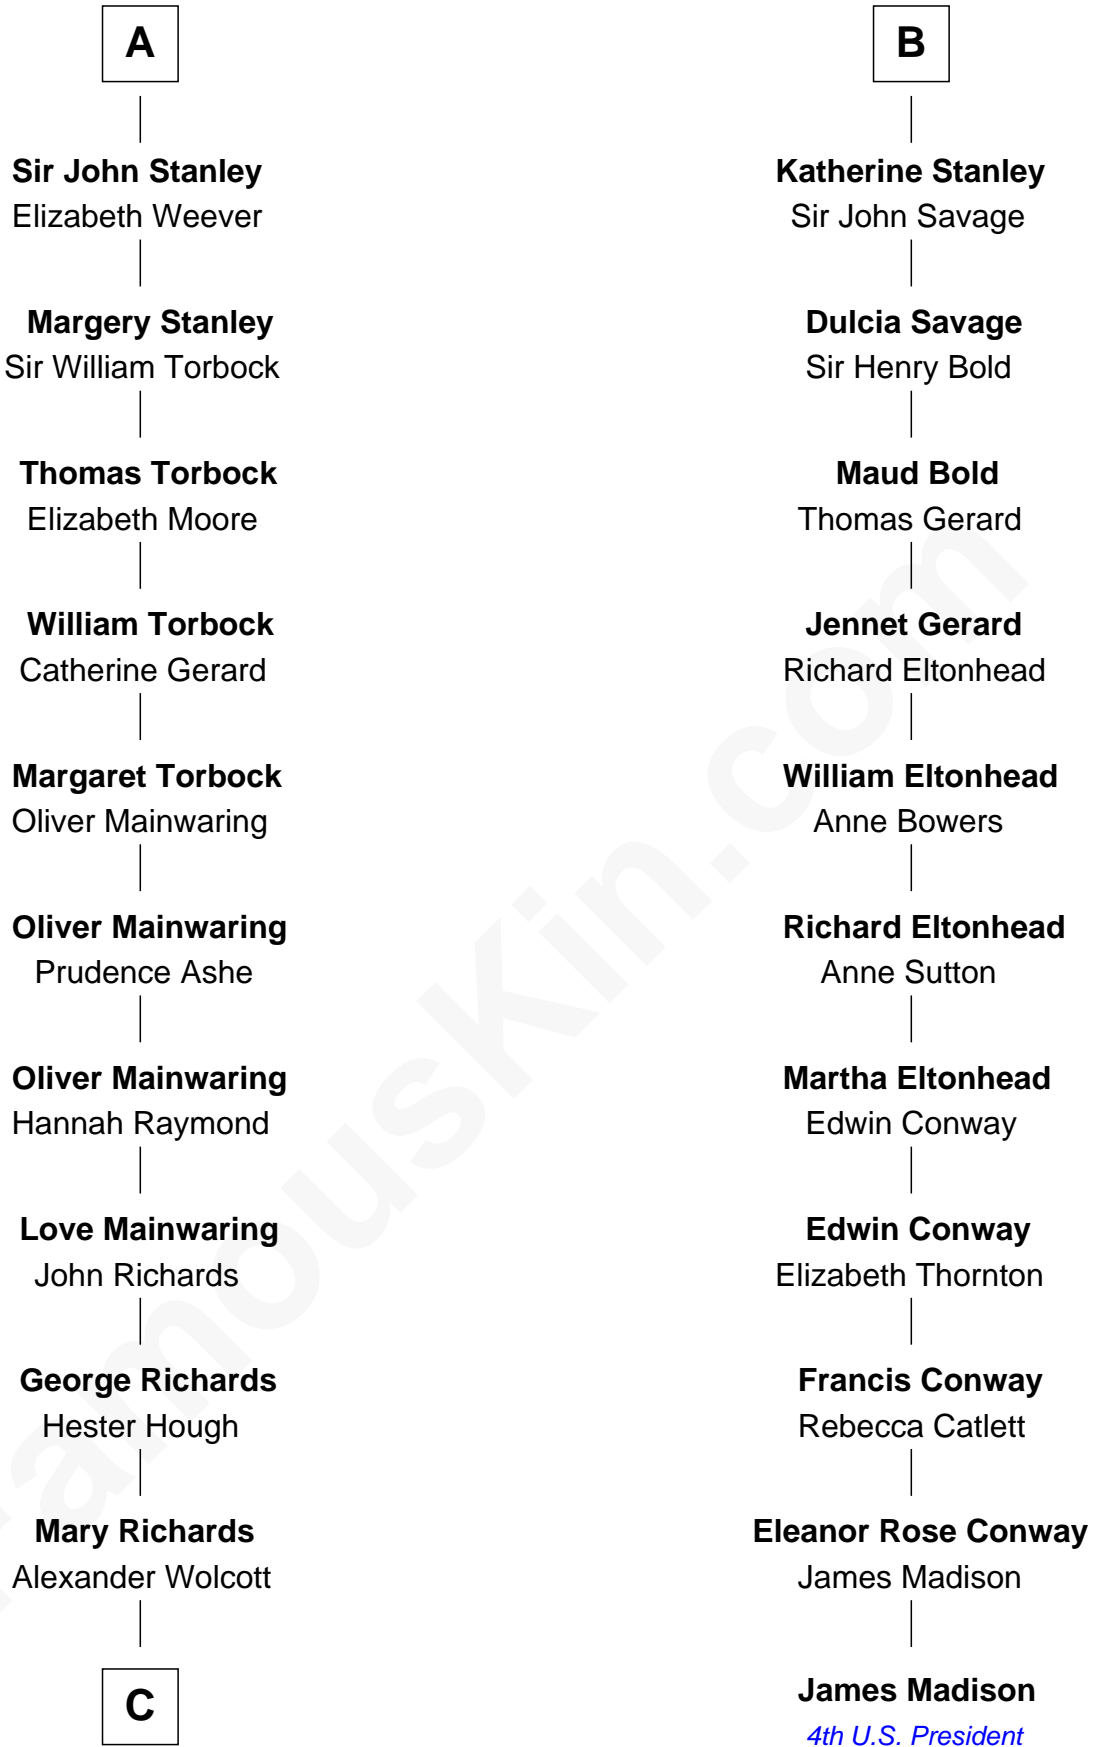 A
Sir John Stanley
Elizabeth Weever
Margery Stanley
Sir William Torbock
Thomas Torbock
Elizabeth Moore
William Torbock
Catherine Gerard
Margaret Torbock
Oliver Mainwaring
Oliver Mainwaring
Prudence Ashe
Oliver Mainwaring
Hannah Raymond
Love Mainwaring
John Richards
George Richards
Hester Hough
Mary Richards
Alexander Wolcott
C
B
Katherine Stanley
Sir John Savage
Dulcia Savage
Sir Henry Bold
Maud Bold
Thomas Gerard
Jennet Gerard
Richard Eltonhead
William Eltonhead
Anne Bowers
Richard Eltonhead
Anne Sutton
Martha Eltonhead
Edwin Conway
Edwin Conway
Elizabeth Thornton
Francis Conway
Rebecca Catlett
Eleanor Rose Conway
James Madison
James Madison
4th U.S. President
FamousKin.com